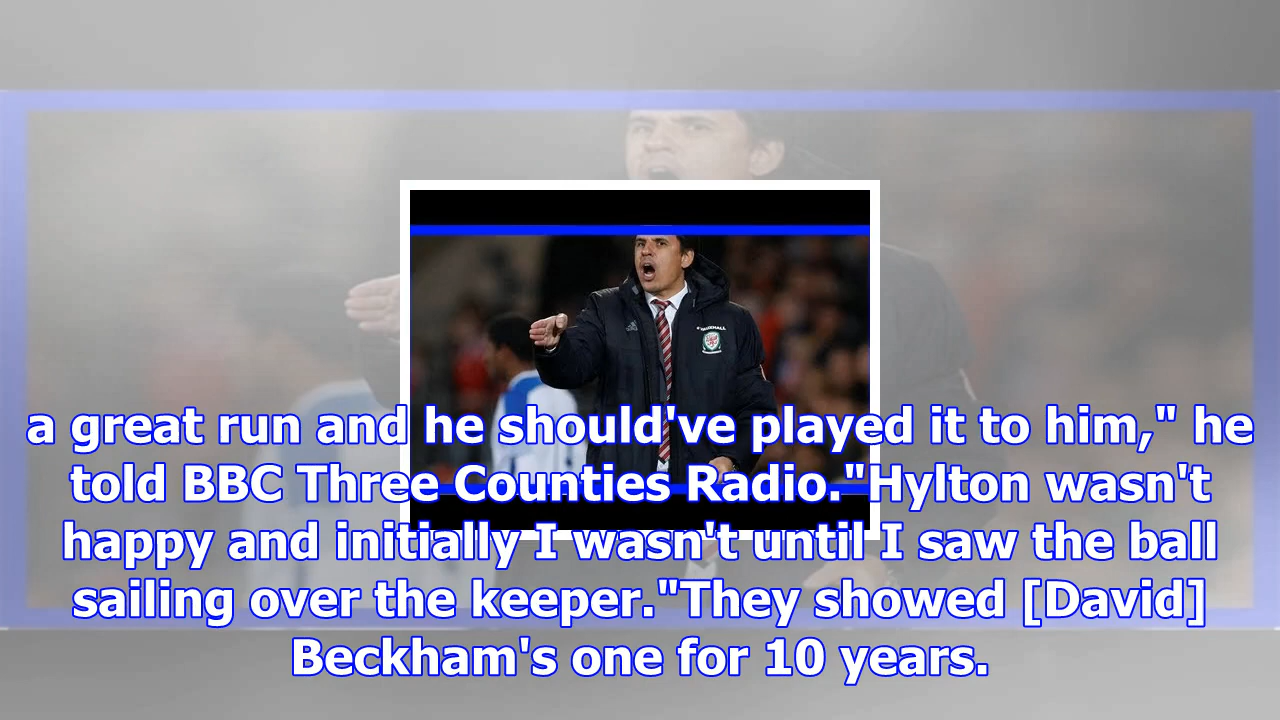 VAUXHALL
a great run and he should've played it to him," he
told BBC Three Counties Radio."Hylton wasn't
happy and initially I wasn't until I saw the ball
sailing over the keeper."They showed [David]
Beckham's one for 10 years.